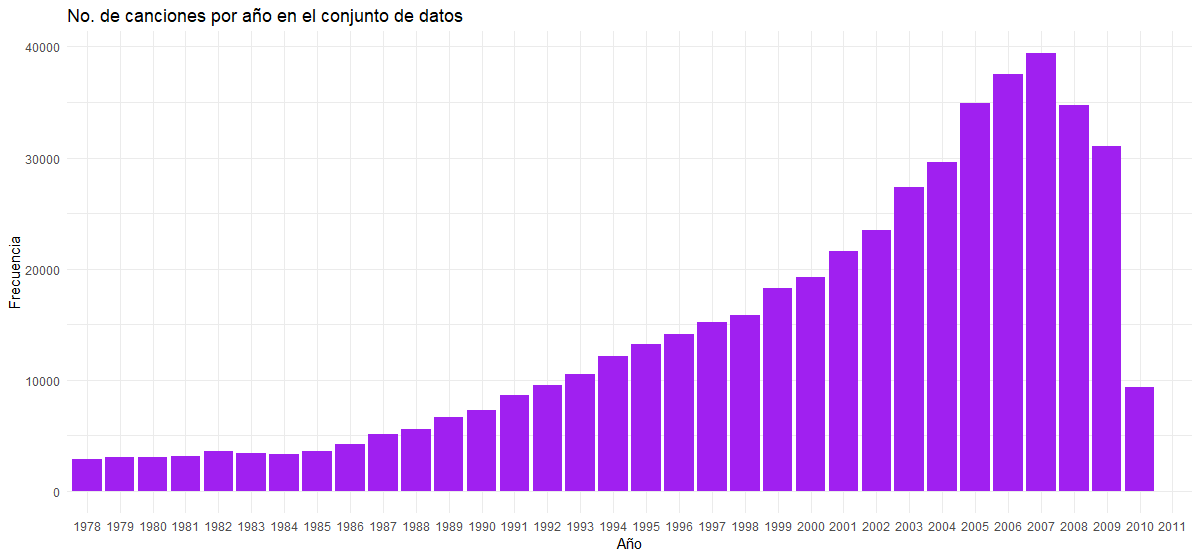 No. de canciones por año en el conjunto de datos
Frecuencia
40000
30000
20000
10000
0
1978 1979 1980 1981 1982 1983 1984 1985 1986 1987 1988 1989 1990 1991 1992 1993 1994 1995 1996 1997 1998 1999 2000 2001 2002 2003 2004 2005 2006 2007 2008 2009 2010 2011
Año